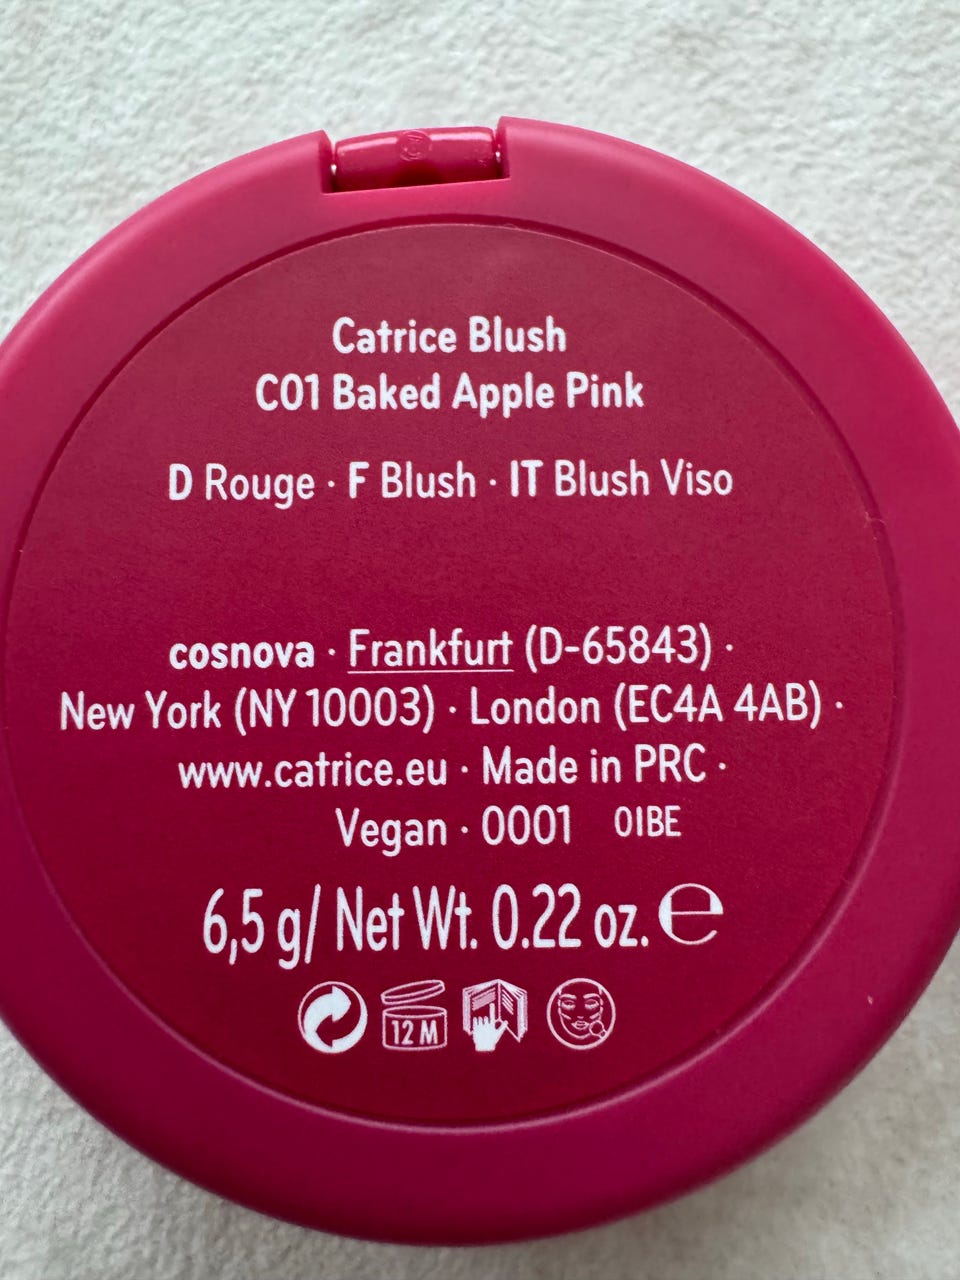 Catrice Blush
C01 Baked Apple Pink
D Rouge · F Blush · IT Blush Viso
cosnova · Frankfurt (D-65843) ·
New York (NY 10003) · London (EC4A 4AB) ·
www.catrice.eu · Made in PRC ·
Vegan · 0001 01BE
6,5 g/ Net Wt. 0.22 oz. ℮
12 M